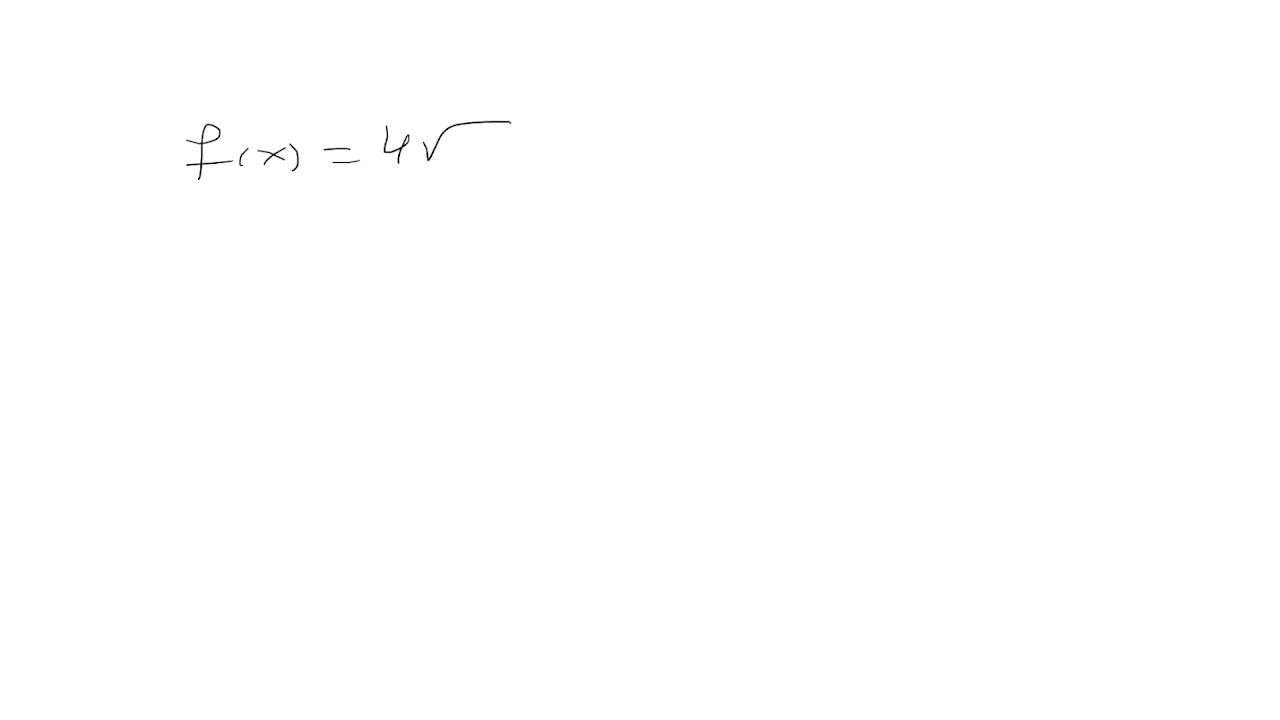 f(x) = 4√